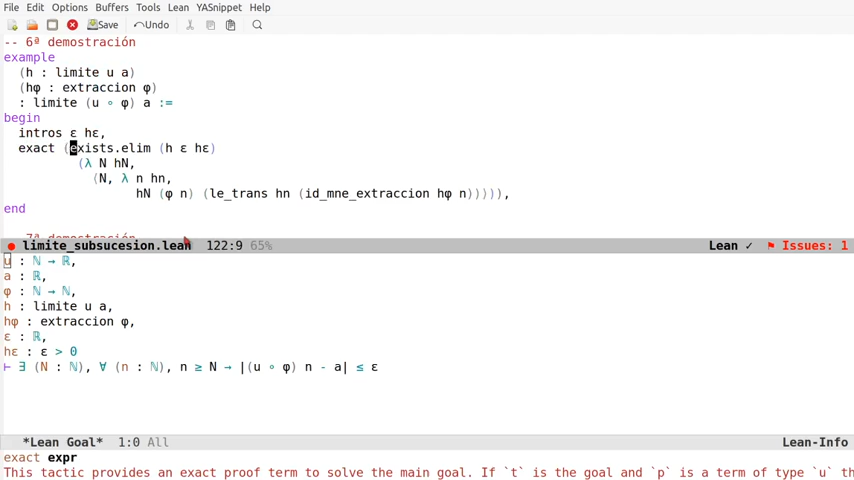 File Edit Options Buffers Tools Lean YASnippet Help
Save Undo
-- 6ª demostración
example
(h : limite u a)
(hφ : extraccion φ)
: limite (u ∘ φ) a :=
begin
intros ε hε,
exact (exists.elim (h ε hε)
(λ N hN,
⟨N, λ n hn,
hN (φ n) (le_trans hn (id_mne_extraccion hφ n))⟩)),
end
-- 7ª demostración
limite_subsucesion.lean 122:9 65% Lean ✓ Issues: 1
u : ℕ → ℝ,
a : ℝ,
φ : ℕ → ℕ,
h : limite u a,
hφ : extraccion φ,
ε : ℝ,
hε : ε > 0
⊢ ∃ (N : ℕ), ∀ (n : ℕ), n ≥ N → |(u ∘ φ) n - a| ≤ ε
*Lean Goal* 1:0 All Lean-Info
exact expr
This tactic provides an exact proof term to solve the main goal. If `t` is the goal and `p` is a term of type `u` th